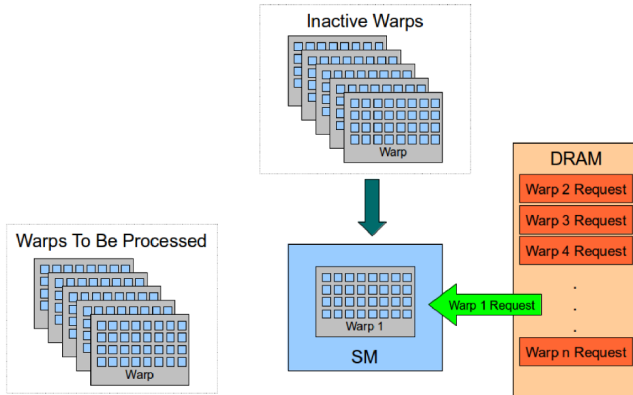 Inactive Warps
Warp
DRAM
Warp 2 Request
Warp 3 Request
Warp 4 Request
.
.
.
Warp n Request
Warps To Be Processed
Warp
Warp 1
SM
Warp 1 Request